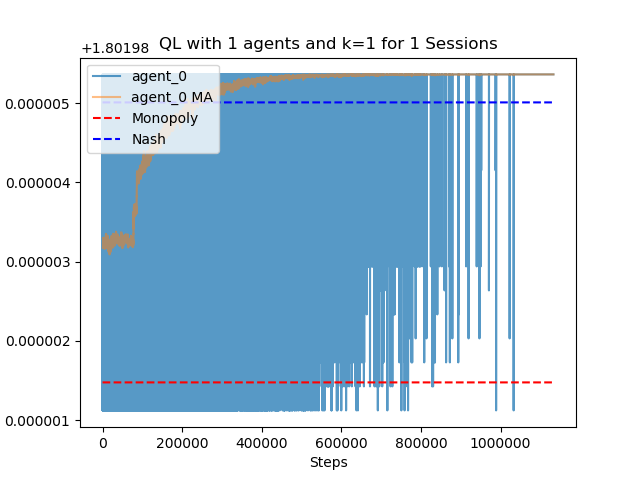 QL with 1 agents and k=1 for 1 Sessions
+1.80198
agent_0
agent_0 MA
Monopoly
Nash
0.000005
0.000004
0.000003
0.000002
0.000001
0 200000 400000 600000 800000 1000000
Steps